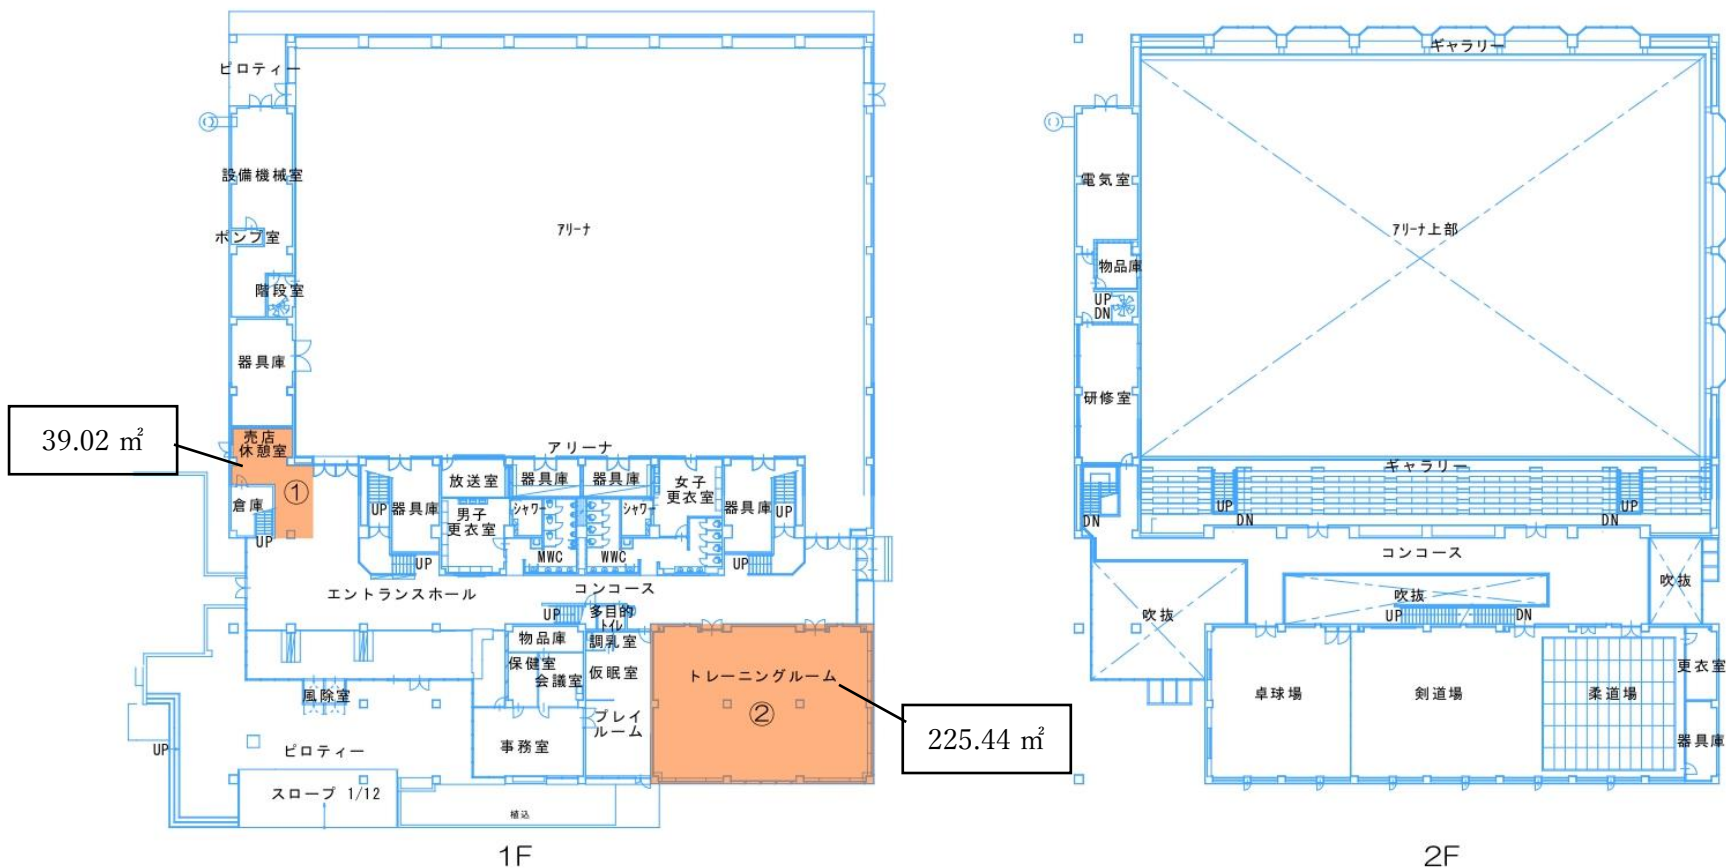 ピロティー
設備機械室
ポンプ室
階段室
器具庫
アリーナ
39.02 ㎡
売店
休憩室
①
倉庫
UP
アリーナ
UP
器具庫
放送室
男子
更衣室
器具庫
器具庫
シャワー
シャワー
女子
更衣室
器具庫
UP
MWC
WWC
UP
UP
エントランスホール
コンコース
UP
多目的
トイレ
物品庫
調乳室
保健室
会議室
仮眠室
トレーニングルーム
②
225.44 ㎡
風除室
プレイ
ルーム
事務室
UP
ピロティー
スロープ 1/12
植込
1F
ギャラリー
電気室
アリーナ上部
物品庫
UP
DN
研修室
ギャラリー
DN
UP
DN
UP
DN
コンコース
吹抜
吹抜
UP
DN
吹抜
卓球場
剣道場
柔道場
更衣室
器具庫
2F